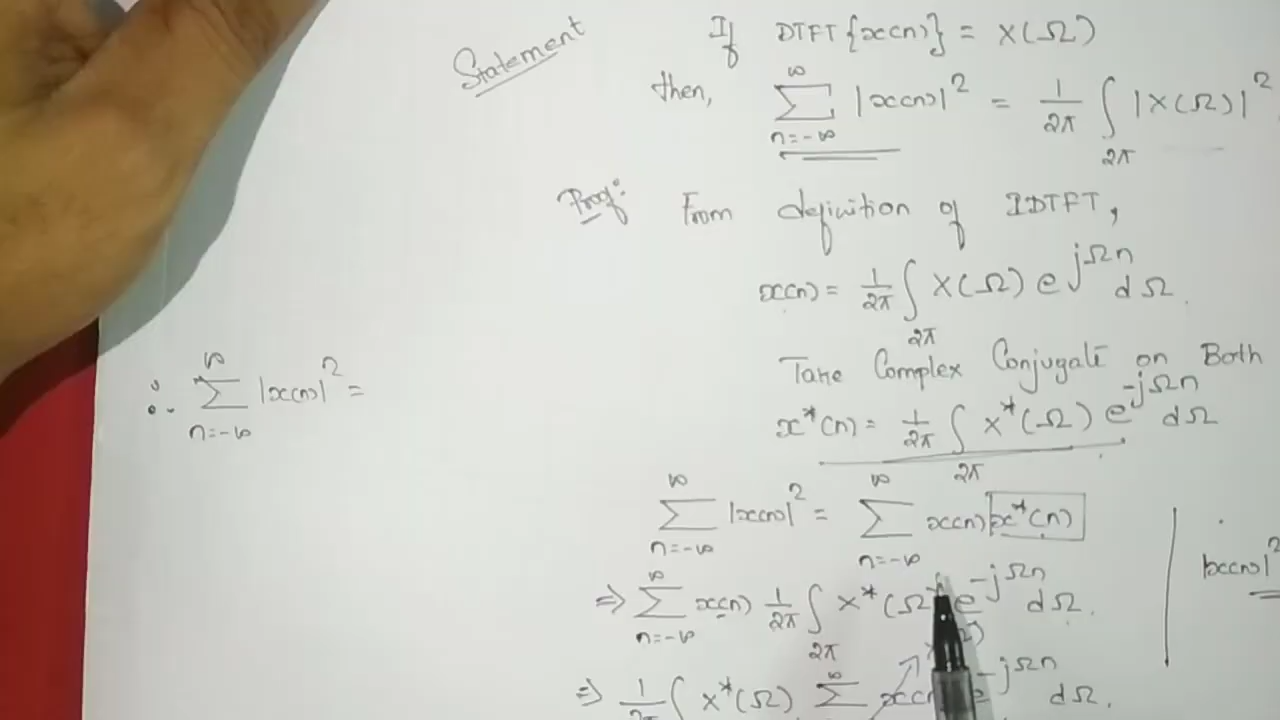 Statement If DTFT{x(n)} = X(Ω)
then, ∞ Σ n=-∞ |x(n)|² = 1/2π ∫ 2π |X(Ω)|²
Proof: From definition of IDTFT,
x(n) = 1/2π ∫ 2π X(Ω) e^jΩn dΩ.
Take Complex Conjugate on Both
x*(n) = 1/2π ∫ 2π X*(Ω) e^-jΩn dΩ
∴ ∞ Σ n=-∞ |x(n)|² =
∞ Σ n=-∞ |x(n)|² = ∞ Σ n=-∞ x(n) x*(n)
|x(n)|²
⇒ ∞ Σ n=-∞ x(n) 1/2π ∫ 2π X*(Ω) e^-jΩn dΩ.
⇒ 1/2π ∫ X*(Ω) ∞ Σ x(n) e^-jΩn dΩ.